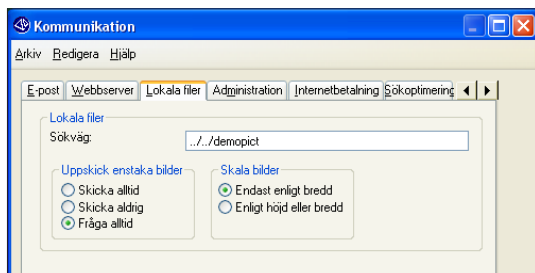 Kommunikation
Arkiv Redigera Hjälp
E-post Webbserver Lokala filer Administration Internetbetalning Sökoptimering
Lokala filer
Sökväg: ../../demopict
Uppskick enstaka bilder Skala bilder
Skicka alltid Endast enligt bredd
Skicka aldrig Enligt höjd eller bredd
Fråga alltid